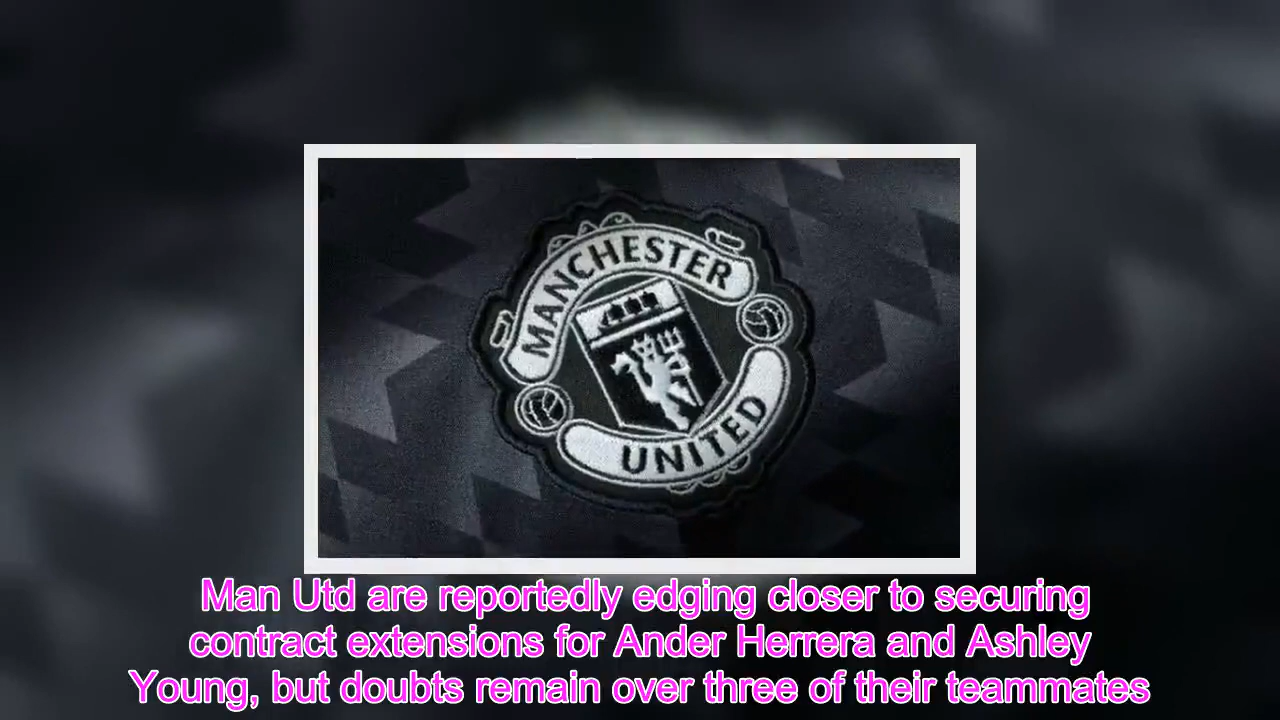 MANCHESTER
UNITED
Man Utd are reportedly edging closer to securing
contract extensions for Ander Herrera and Ashley
Young, but doubts remain over three of their teammates